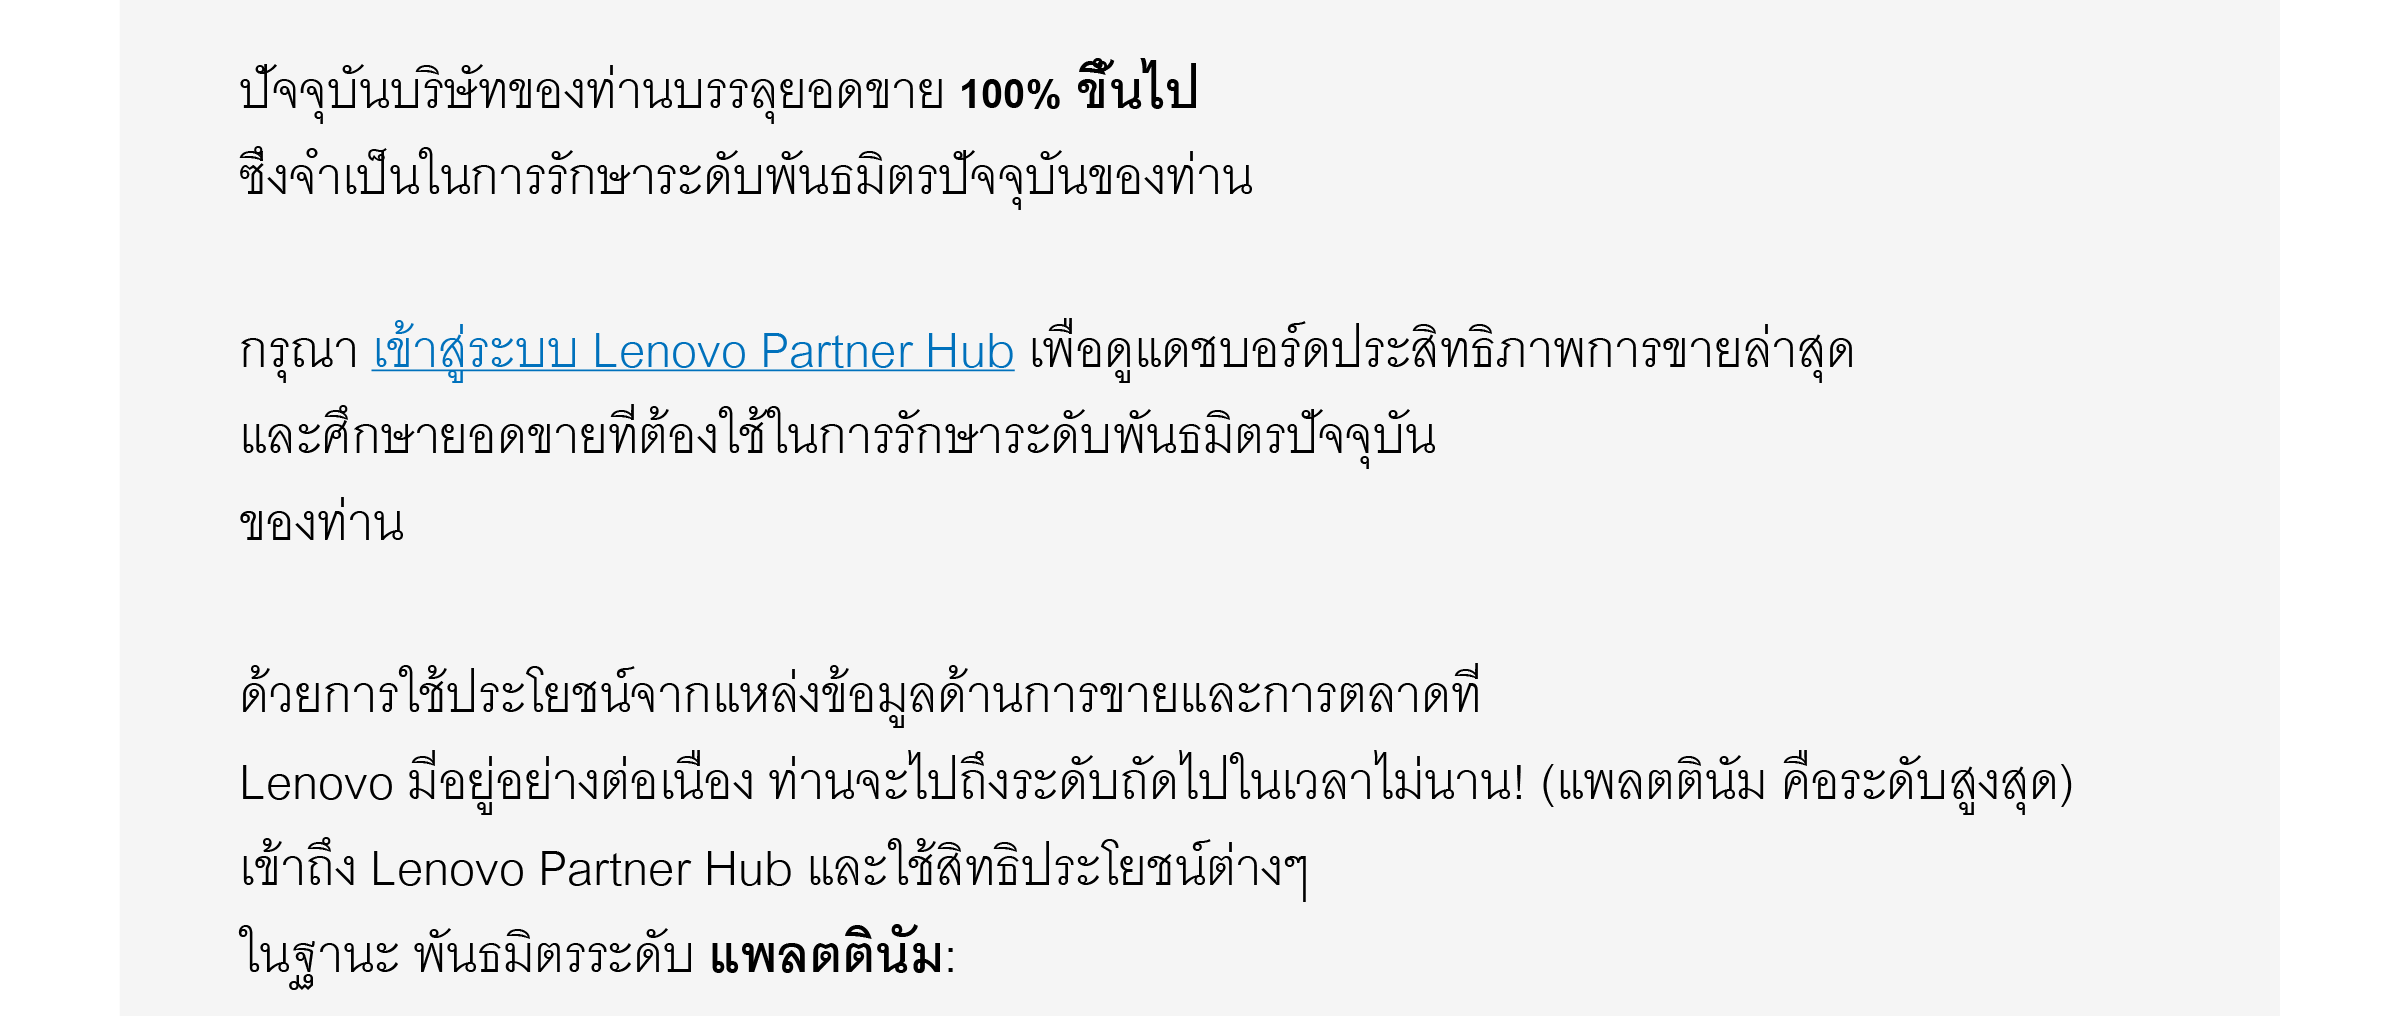 ปัจจุบันบริษัทของท่านบรรลุยอดขาย 100% ขึ้นไป
ซึ่งจำเป็นในการรักษาระดับพันธมิตรปัจจุบันของท่าน
กรุณา เข้าสู่ระบบ Lenovo Partner Hub เพื่อดูแดชบอร์ดประสิทธิภาพการขายล่าสุด
และศึกษายอดขายที่ต้องใช้ในการรักษาระดับพันธมิตรปัจจุบัน
ของท่าน
ด้วยการใช้ประโยชน์จากแหล่งข้อมูลด้านการขายและการตลาดที่
Lenovo มีอยู่อย่างต่อเนื่อง ท่านจะไปถึงระดับถัดไปในเวลาไม่นาน! (แพลตตินัม คือระดับสูงสุด)
เข้าถึง Lenovo Partner Hub และใช้สิทธิประโยชน์ต่างๆ
ในฐานะ พันธมิตรระดับ แพลตตินัม: